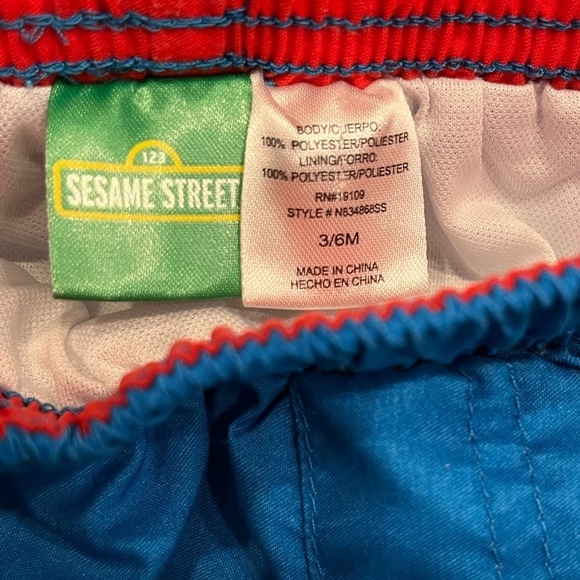 123
SESAME STREET
BODY/CUERPO:
100% POLYESTER/POLIESTER
LINING/FORRO:
100% POLYESTER/POLIESTER
RN#19109
STYLE # N834868SS
3/6M
MADE IN CHINA
HECHO EN CHINA